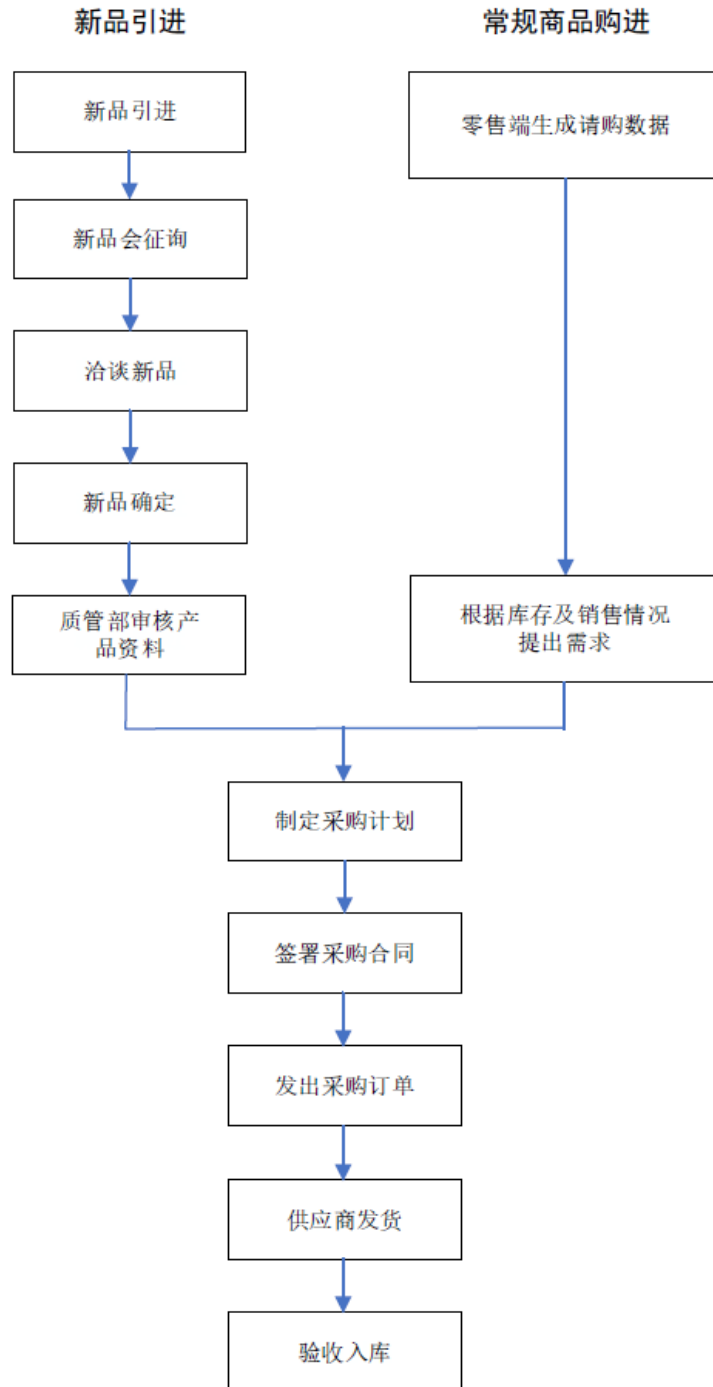 新品引进
常规商品购进
新品引进
零售端生成请购数据
新品会征询
洽谈新品
新品确定
质管部审核产
品资料
根据库存及销售情况
提出需求
制定采购计划
签署采购合同
发出采购订单
供应商发货
验收入库